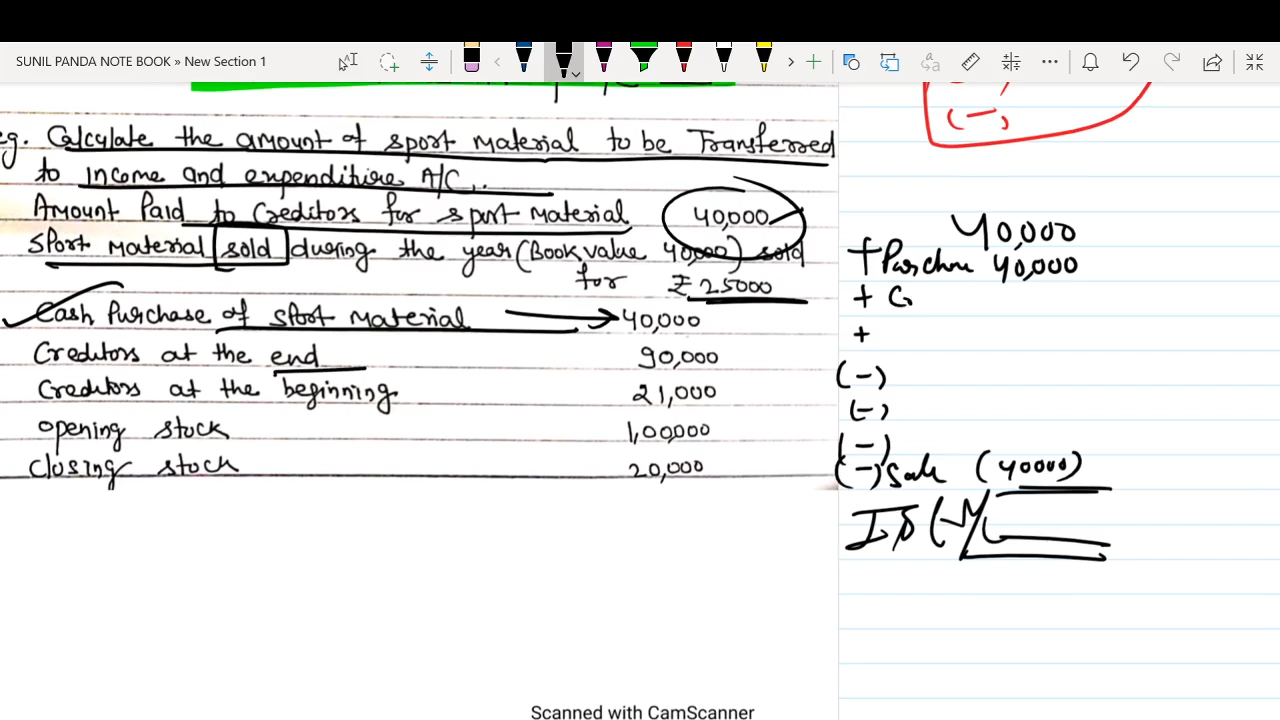 SUNIL PANDA NOTE BOOK » New Section 1
eg. Calculate the amount of sport material to be Transferred
to Income and expenditure A/C.
Amount Paid to Creditors for sport material 40,000
Sport Material sold during the year (Book value 40,000) sold
for ₹ 25000
Cash Purchase of sport material → 40,000
Creditors at the end 90,000
Creditors at the beginning 21,000
opening stock 1,00,000
closing stock 20,000
(-)
40,000
+ Purchase 40,000
+ C
+
(-)
(-)
(-)
(-) Sale (40000)
Scanned with CamScanner